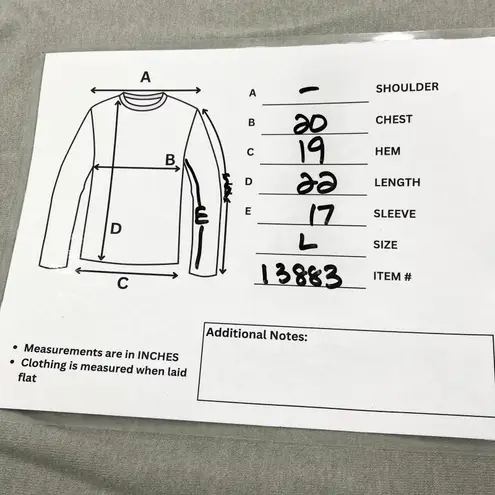 A
B
D
E
C
A – SHOULDER
B 20 CHEST
C 19 HEM
D 22 LENGTH
E 17 SLEEVE
L SIZE
13883 ITEM #
• Measurements are in INCHES
• Clothing is measured when laid
flat
Additional Notes: